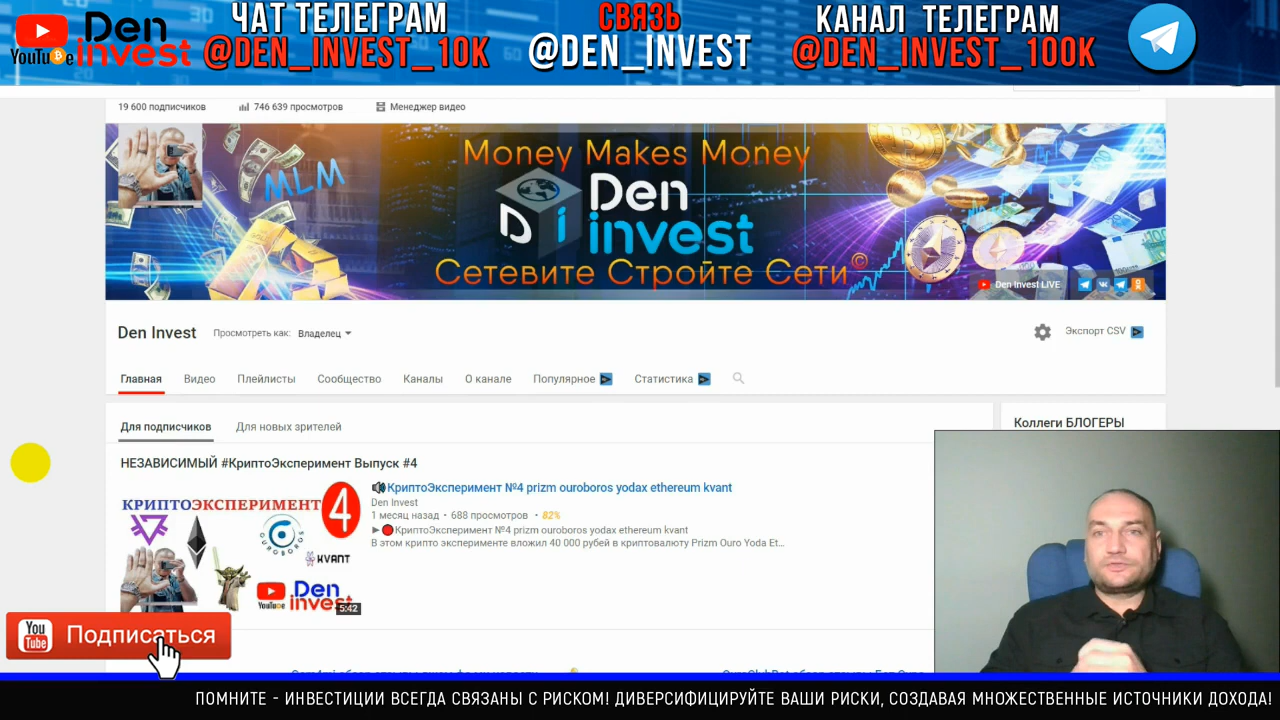 YouTube Den invest
ЧАТ ТЕЛЕГРАМ
@DEN_INVEST_10K
СВЯЗЬ
@DEN_INVEST
КАНАЛ ТЕЛЕГРАМ
@DEN_INVEST_100K
19 600 подписчиков 746 639 просмотров Менеджер видео
Money Makes Money
MLM
Den
invest
Сетевите Стройте Сети ©
Den Invest LIVE
Den Invest Просмотреть как: Владелец Экспорт CSV
Главная Видео Плейлисты Сообщество Каналы О канале Популярное Статистика
Для подписчиков Для новых зрителей
Коллеги БЛОГЕРЫ
НЕЗАВИСИМЫЙ #КриптоЭксперимент Выпуск #4
КРИПТОЭКСПЕРИМЕНТ 4
OUROBOROS
KVANT
YouTube Den invest
5:42
КриптоЭксперимент №4 prizm ouroboros yodax ethereum kvant
Den Invest
1 месяц назад • 688 просмотров • 82%
КриптоЭксперимент №4 prizm ouroboros yodax ethereum kvant
В этом крипто эксперименте вложил 40 000 рубей в криптовалюту Prizm Ouro Yoda Et...
You Tube Подписаться
ПОМНИТЕ - ИНВЕСТИЦИИ ВСЕГДА СВЯЗАНЫ С РИСКОМ! ДИВЕРСИФИЦИРУЙТЕ ВАШИ РИСКИ, СОЗДАВАЯ МНОЖЕСТВЕННЫЕ ИСТОЧНИКИ ДОХОДА!